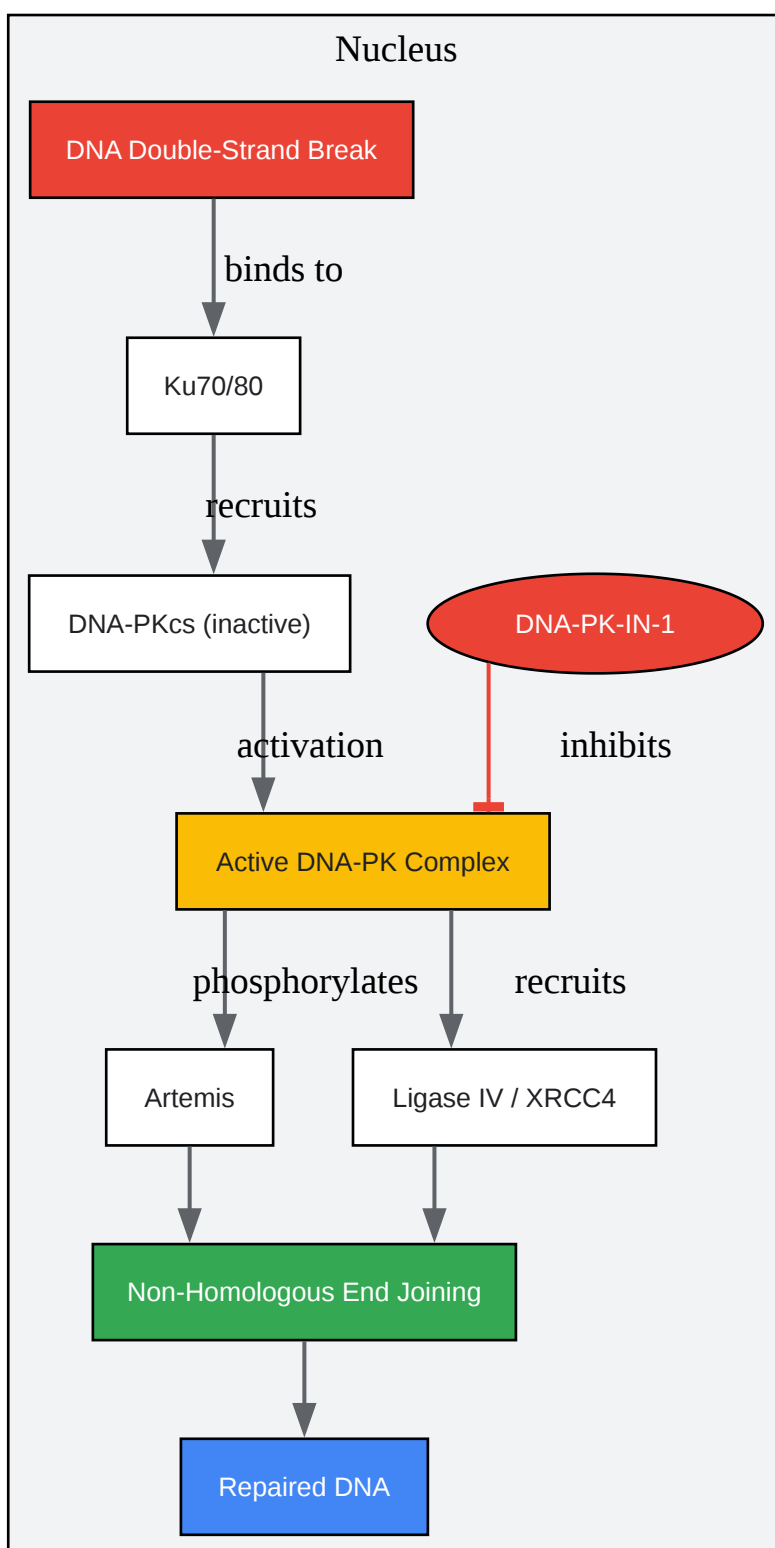 Nucleus
DNA Double-Strand Break
binds to
Ku70/80
recruits
DNA-PKcs (inactive)
DNA-PK-IN-1
activation
inhibits
Active DNA-PK Complex
phosphorylates
recruits
Artemis
Ligase IV / XRCC4
Non-Homologous End Joining
Repaired DNA